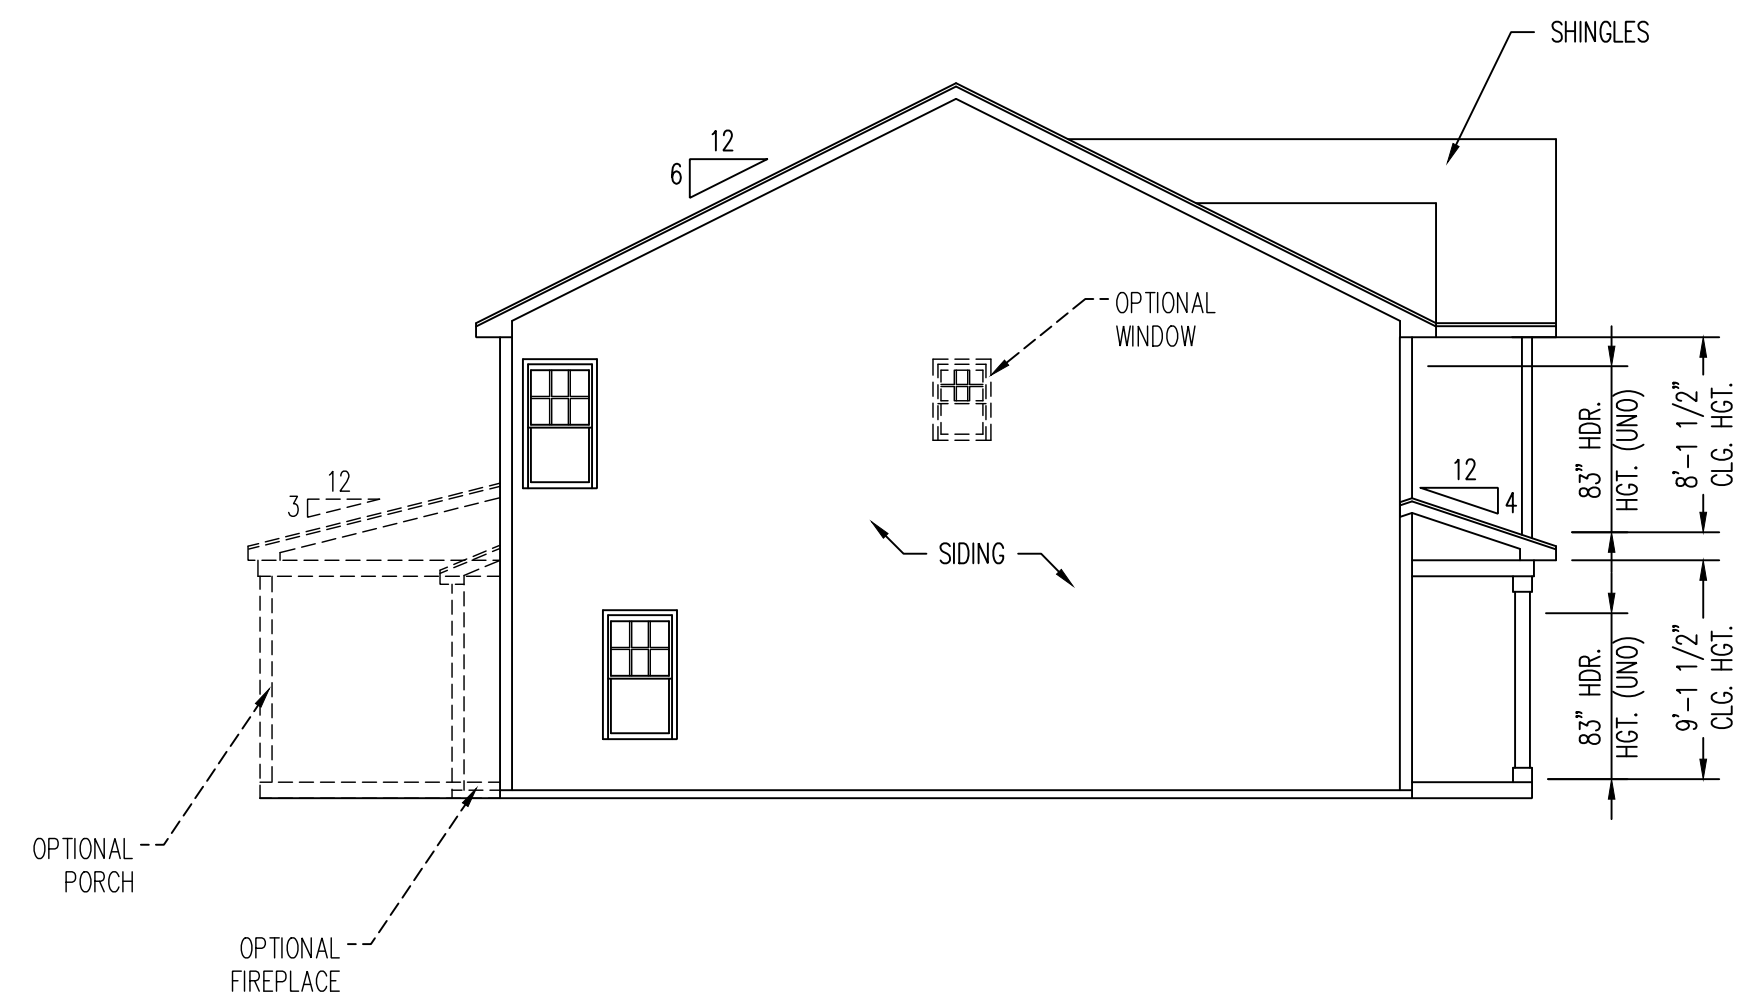 SHINGLES
12
6
OPTIONAL
WINDOW
12
3
12
4
SIDING
83" HDR.
HGT. (UNO)
8'-1 1/2"
CLG. HGT.
83" HDR.
HGT. (UNO)
9'-1 1/2"
CLG. HGT.
OPTIONAL
PORCH
OPTIONAL
FIREPLACE